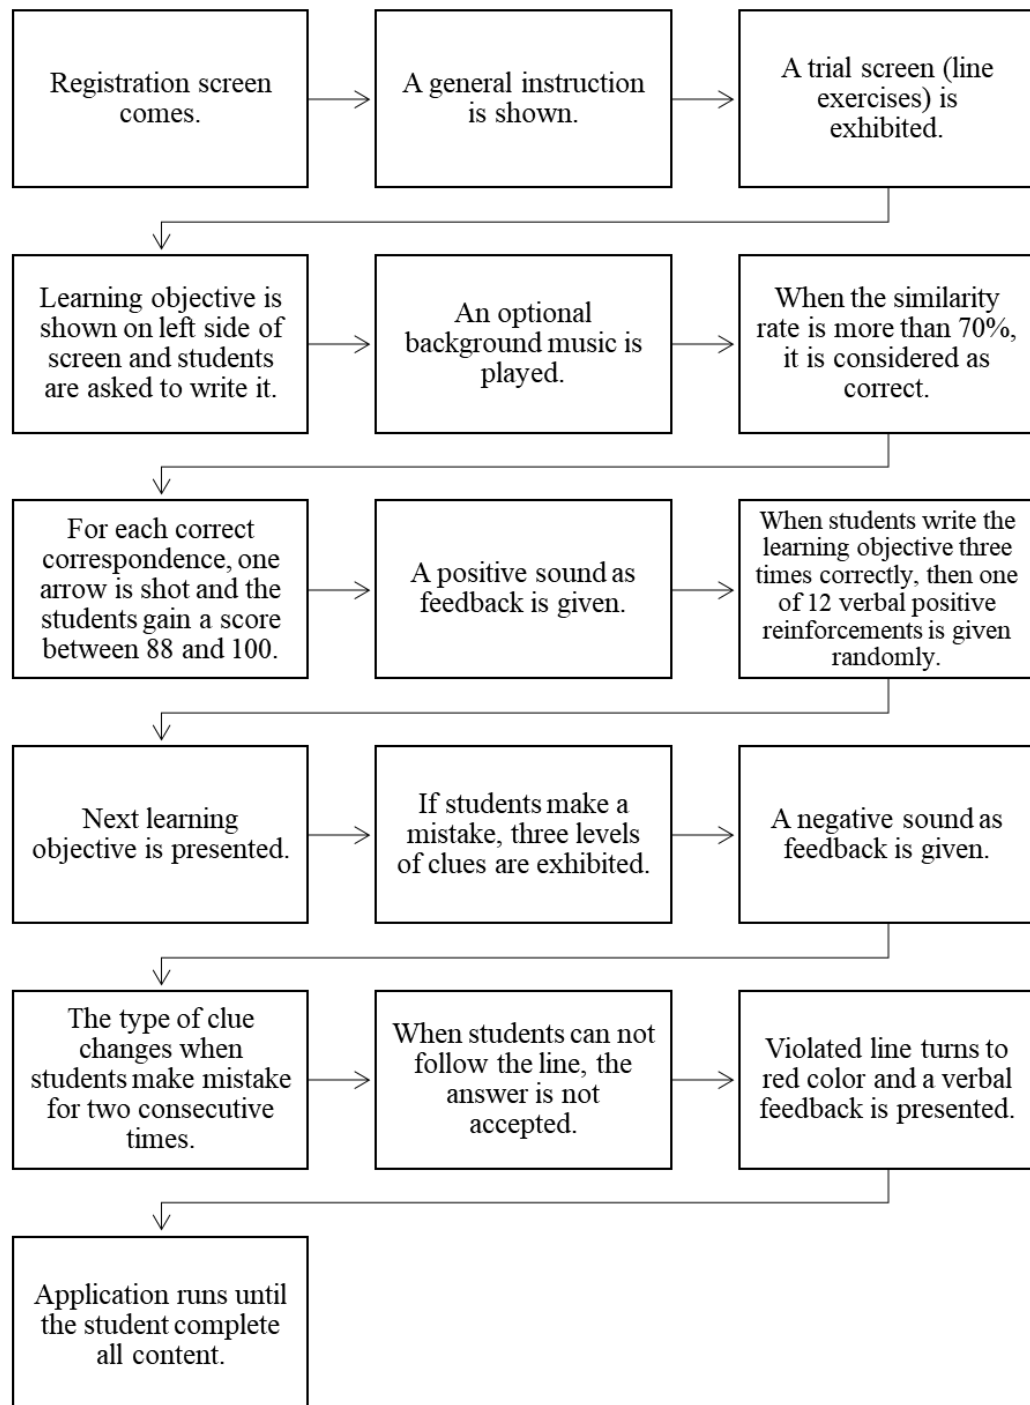 Registration screen
comes.
A general instruction
is shown.
A trial screen (line
exercises) is
exhibited.
Learning objective is
shown on left side of
screen and students
are asked to write it.
An optional
background music is
played.
When the similarity
rate is more than 70%,
it is considered as
correct.
For each correct
correspondence, one
arrow is shot and the
students gain a score
between 88 and 100.
A positive sound as
feedback is given.
When students write the
learning objective three
times correctly, then one
of 12 verbal positive
reinforcements is given
randomly.
Next learning
objective is presented.
If students make a
mistake, three levels
of clues are exhibited.
A negative sound as
feedback is given.
The type of clue
changes when
students make mistake
for two consecutive
times.
When students can not
follow the line, the
answer is not
accepted.
Violated line turns to
red color and a verbal
feedback is presented.
Application runs until
the student complete
all content.